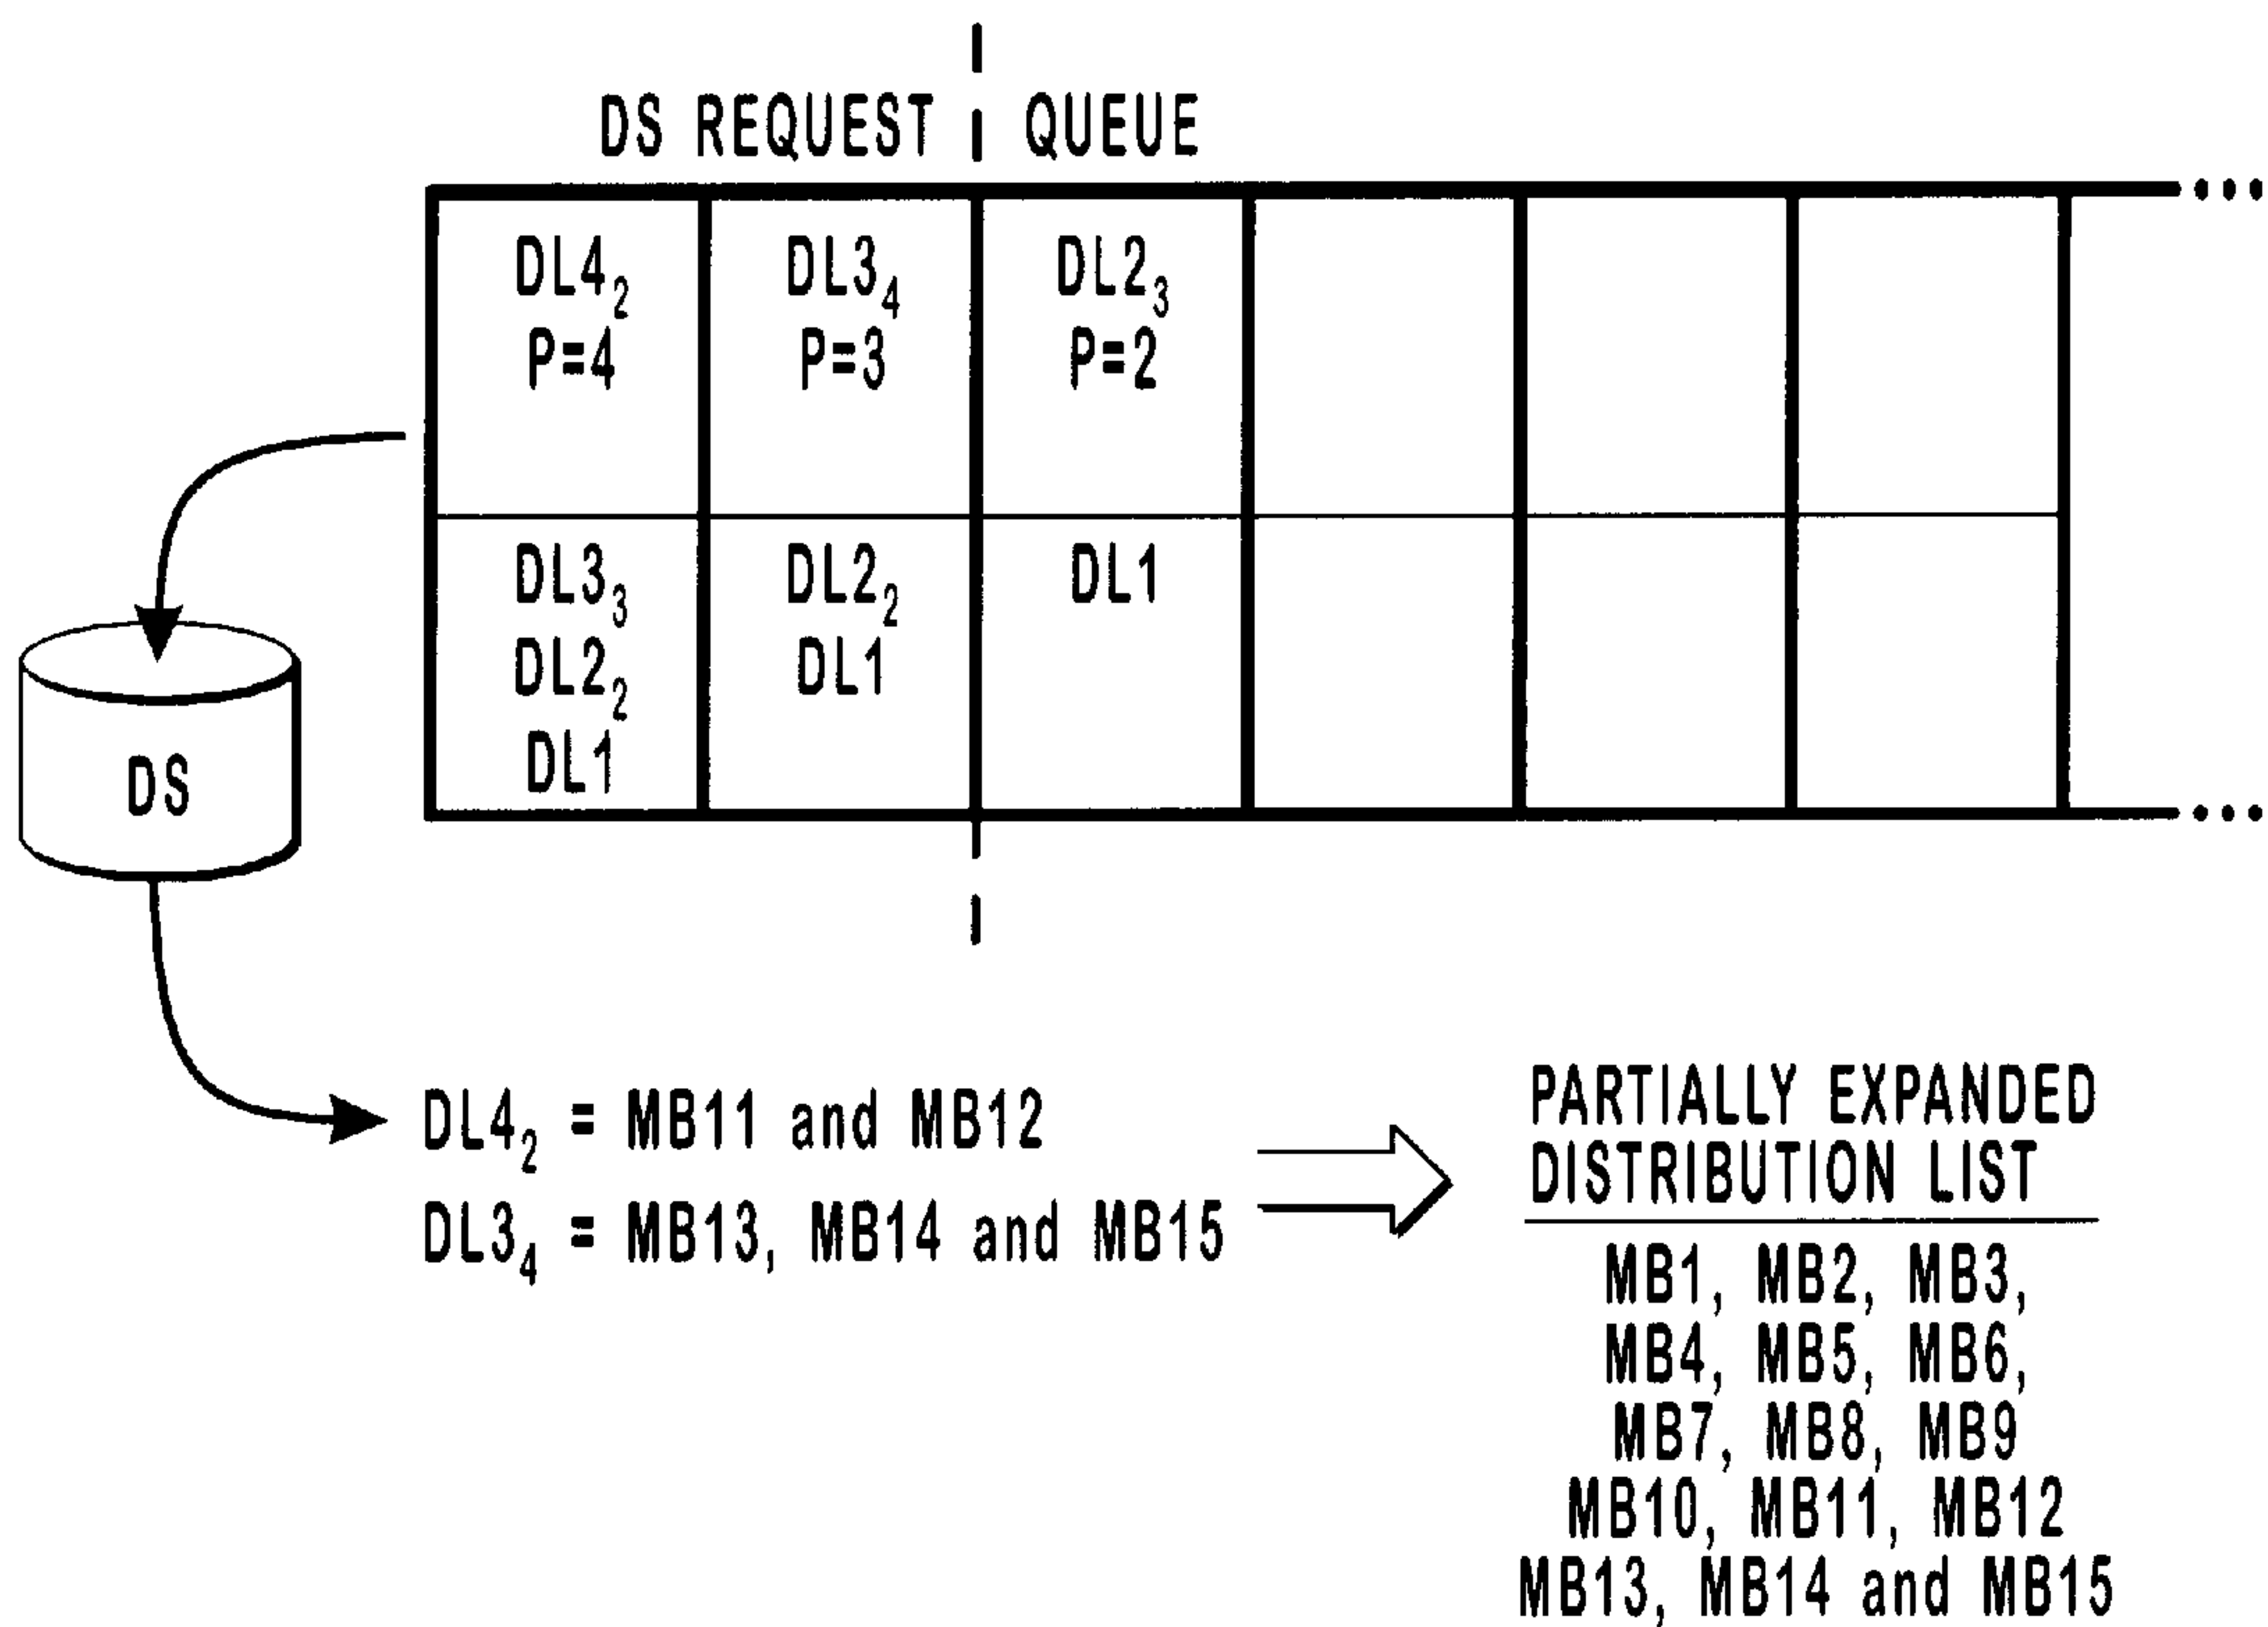 DS REQUEST QUEUE
DL4₂ DL3₄ DL2₃
P=4 P=3 P=2
DL3₃ DL2₂ DL1
DL2₂ DL1
DL1
DS
DL4₂ = MB11 and MB12
DL3₄ = MB13, MB14 and MB15
PARTIALLY EXPANDED
DISTRIBUTION LIST
MB1, MB2, MB3,
MB4, MB5, MB6,
MB7, MB8, MB9
MB10, MB11, MB12
MB13, MB14 and MB15